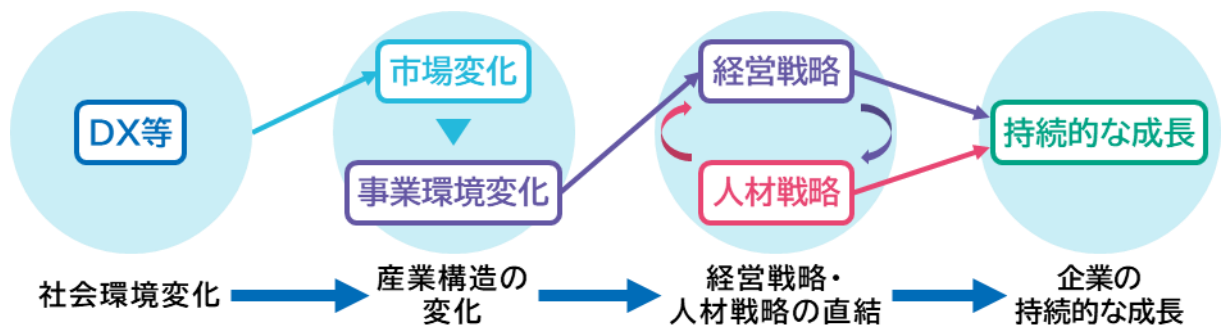 DX等
市場変化
事業環境変化
経営戦略
人材戦略
持続的な成長
社会環境変化
産業構造の
変化
経営戦略・
人材戦略の直結
企業の
持続的な成長